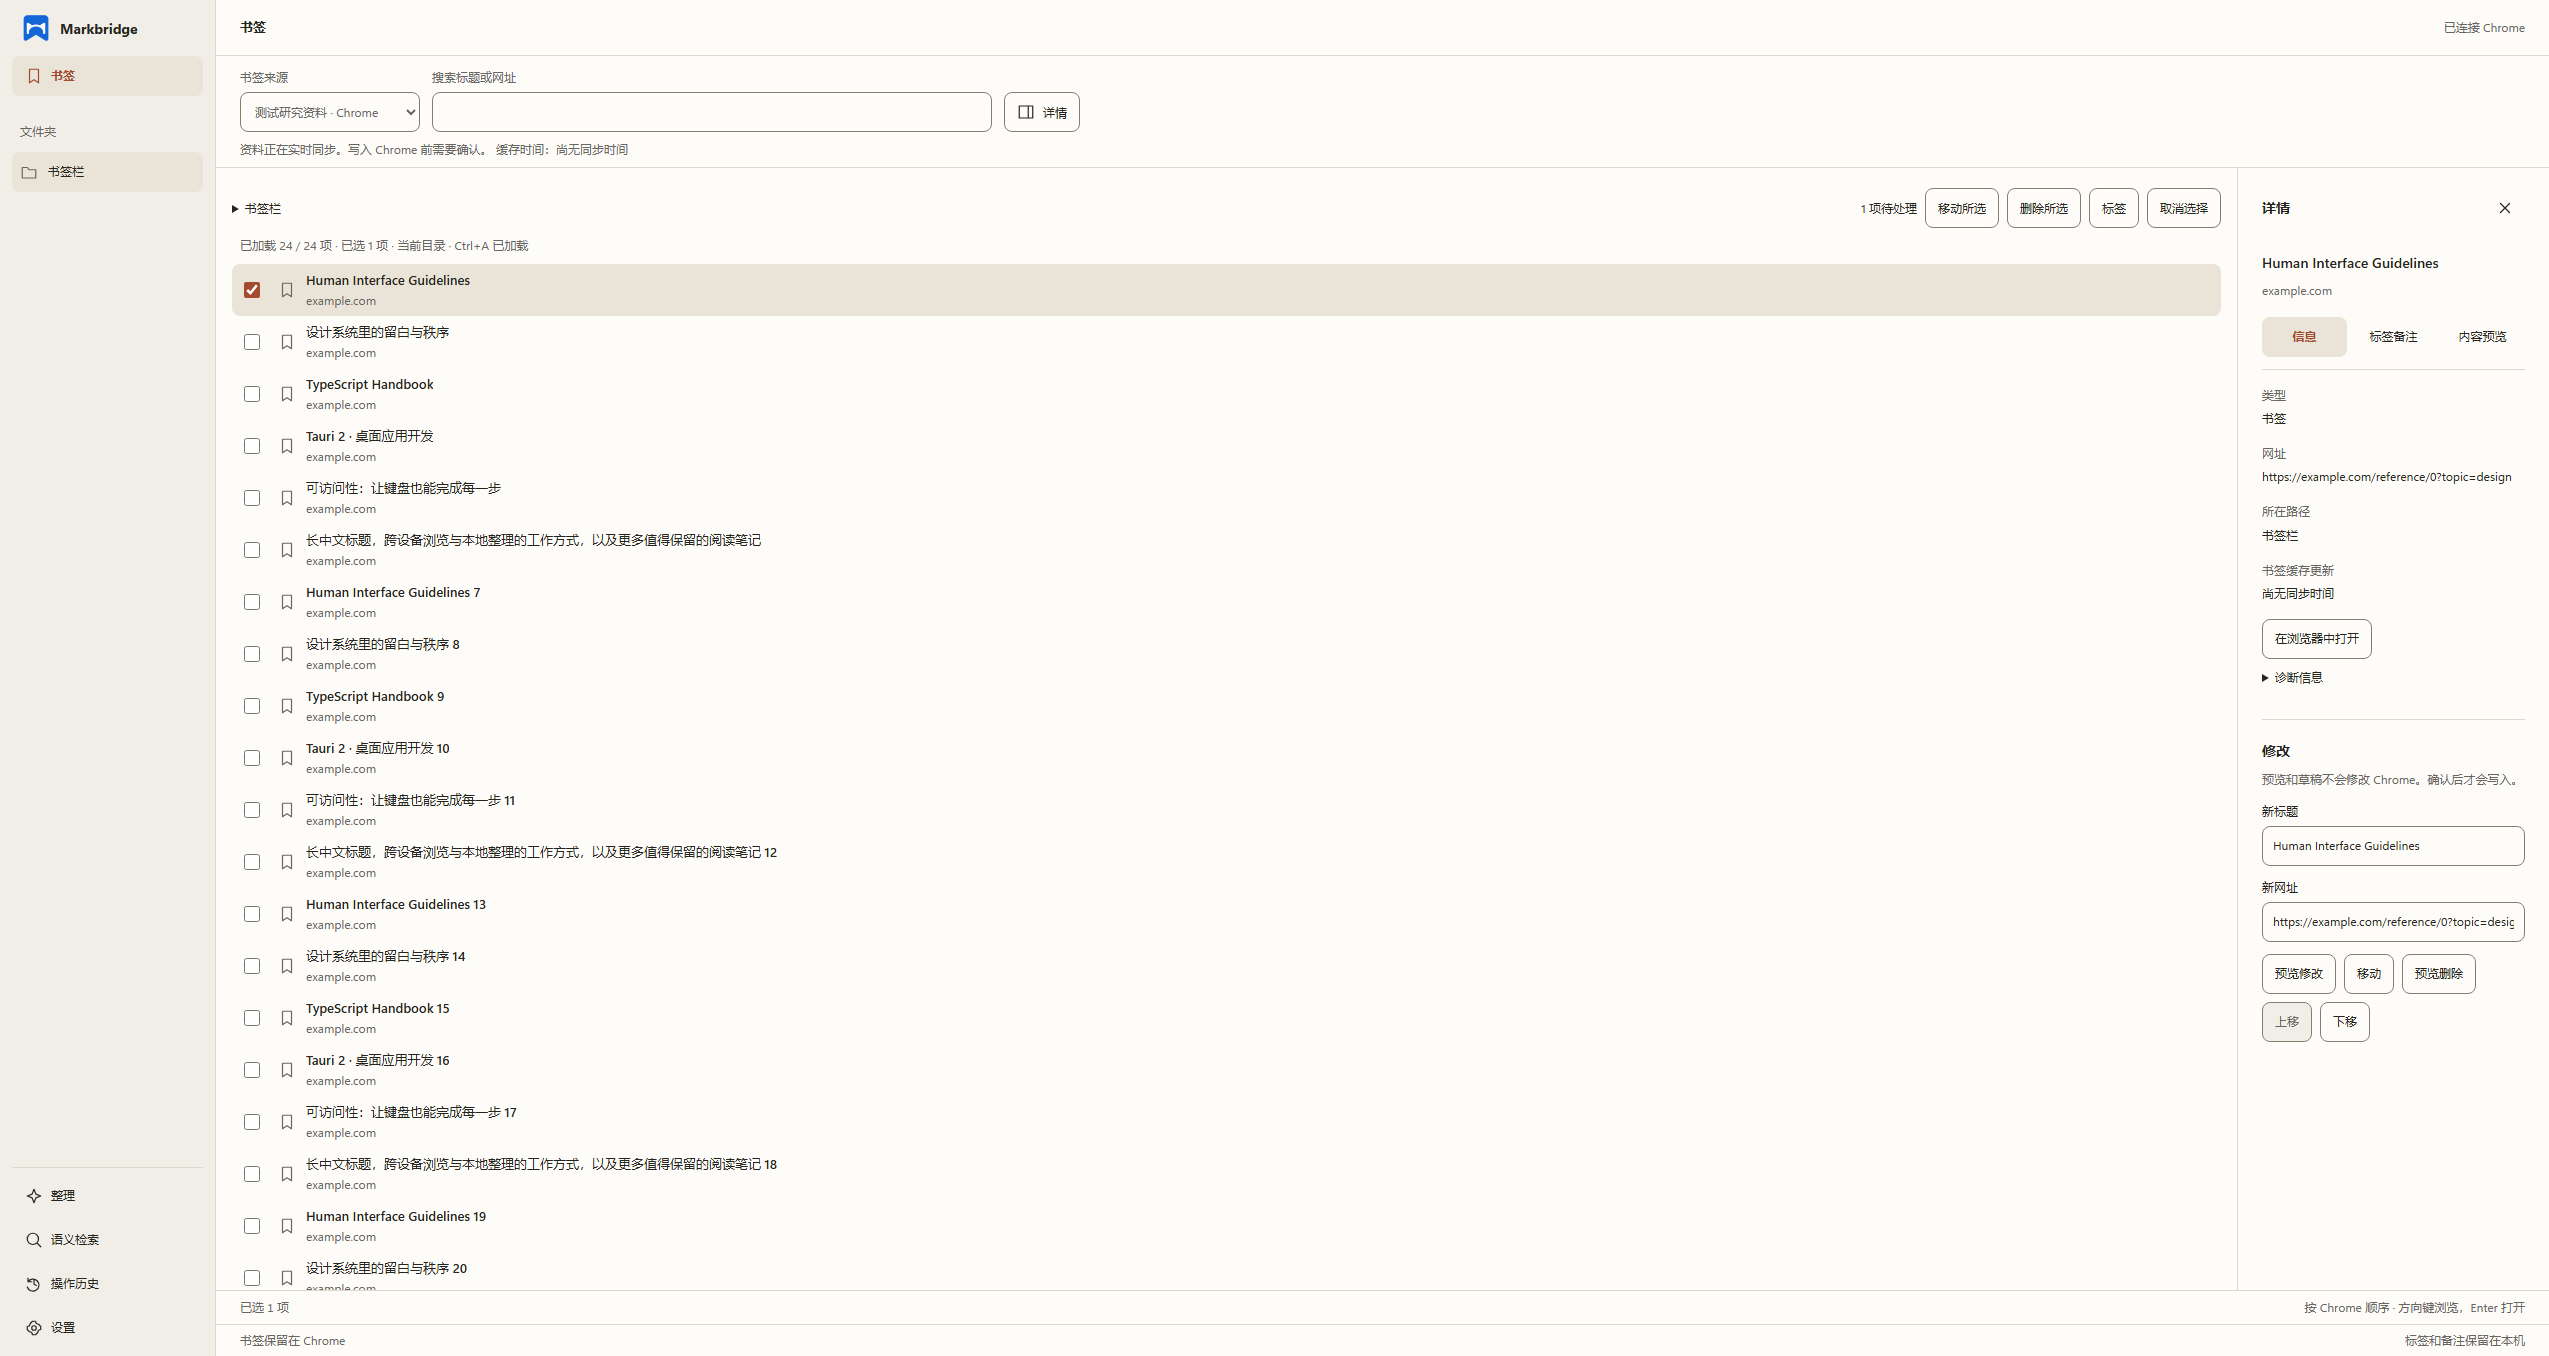 Markbridge
书签
文件夹
书签栏
整理
语义检索
操作历史
设置
书签
已连接 Chrome
书签来源
搜索标题或网址
测试研究资料 · Chrome
详情
资料正在实时同步。写入 Chrome 前需要确认。 缓存时间：尚无同步时间
书签栏
1 项待处理
移动所选
删除所选
标签
取消选择
已加载 24 / 24 项 · 已选 1 项 · 当前目录 · Ctrl+A 已加载
Human Interface Guidelines
example.com
设计系统里的留白与秩序
example.com
TypeScript Handbook
example.com
Tauri 2 · 桌面应用开发
example.com
可访问性：让键盘也能完成每一步
example.com
长中文标题，跨设备浏览与本地整理的工作方式，以及更多值得保留的阅读笔记
example.com
Human Interface Guidelines 7
example.com
设计系统里的留白与秩序 8
example.com
TypeScript Handbook 9
example.com
Tauri 2 · 桌面应用开发 10
example.com
可访问性：让键盘也能完成每一步 11
example.com
长中文标题，跨设备浏览与本地整理的工作方式，以及更多值得保留的阅读笔记 12
example.com
Human Interface Guidelines 13
example.com
设计系统里的留白与秩序 14
example.com
TypeScript Handbook 15
example.com
Tauri 2 · 桌面应用开发 16
example.com
可访问性：让键盘也能完成每一步 17
example.com
长中文标题，跨设备浏览与本地整理的工作方式，以及更多值得保留的阅读笔记 18
example.com
Human Interface Guidelines 19
example.com
设计系统里的留白与秩序 20
example.com
详情
Human Interface Guidelines
example.com
信息
标签备注
内容预览
类型
书签
网址
https://example.com/reference/0?topic=design
所在路径
书签栏
书签缓存更新
尚无同步时间
在浏览器中打开
诊断信息
修改
预览和草稿不会修改 Chrome。确认后才会写入。
新标题
Human Interface Guidelines
新网址
https://example.com/reference/0?topic=desig
预览修改
移动
预览删除
上移
下移
已选 1 项
按 Chrome 顺序 · 方向键浏览，Enter 打开
书签保留在 Chrome
标签和备注保留在本机